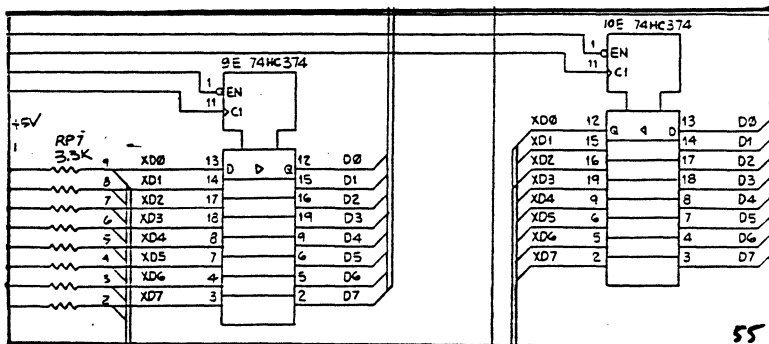 10E 74HC374
1 EN
11 C1
9E 74HC374
1 EN
11 C1
+5V
1
RP7
3.3K
9 XD0 13 D Q 12 D0
8 XD1 14 15 D1
7 XD2 17 16 D2
6 XD3 18 19 D3
5 XD4 8 9 D4
4 XD5 7 6 D5
3 XD6 4 5 D6
2 XD7 3 2 D7
XD0 12 Q D 13 D0
XD1 15 14 D1
XD2 16 17 D2
XD3 19 18 D3
XD4 9 8 D4
XD5 6 7 D5
XD6 5 4 D6
XD7 2 3 D7
55